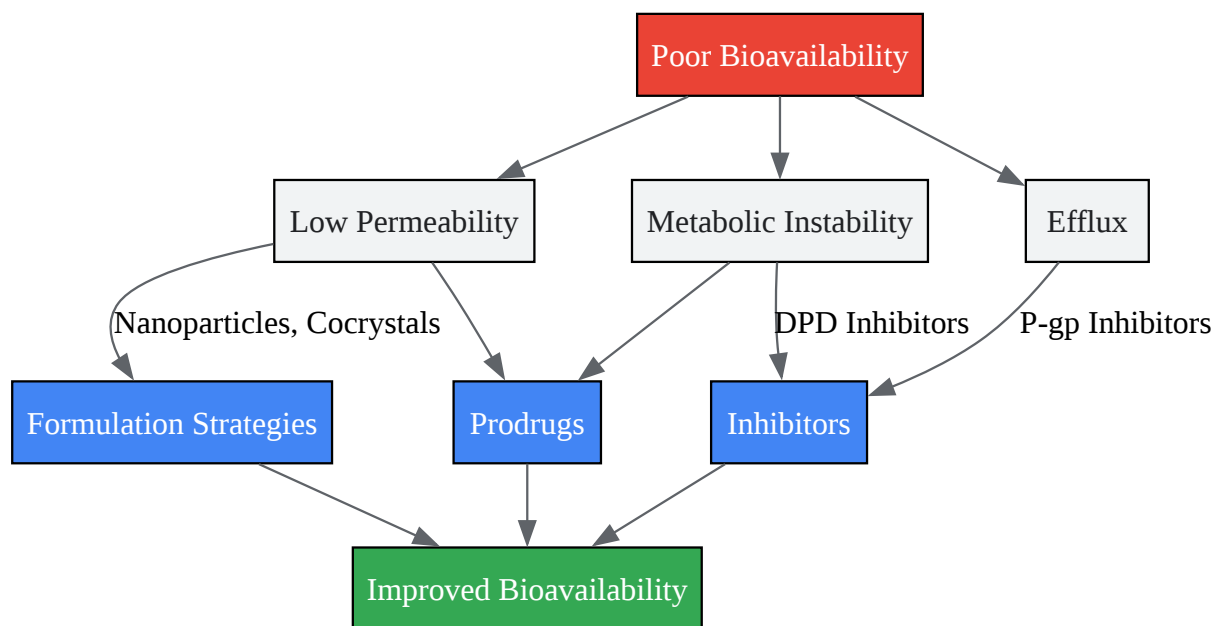 Poor Bioavailability
Low Permeability
Metabolic Instability
Efflux
Nanoparticles, Cocrystals
DPD Inhibitors
P-gp Inhibitors
Formulation Strategies
Prodrugs
Inhibitors
Improved Bioavailability